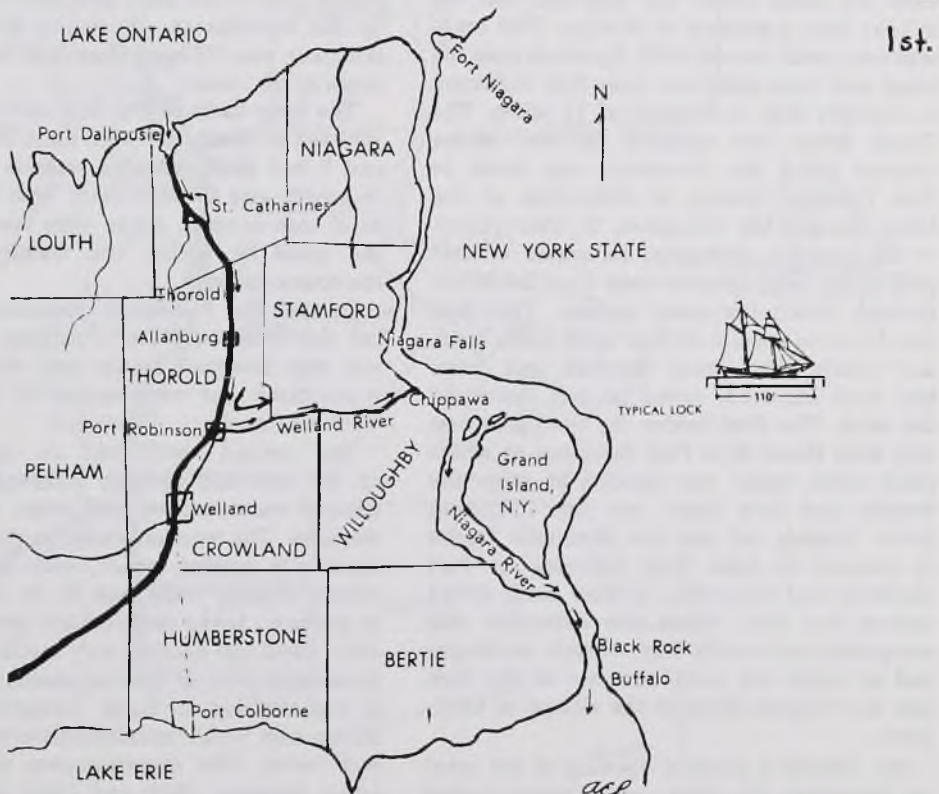 LAKE ONTARIO
1st.
Fort Niagara
N
Port Dalhousie
NIAGARA
St. Catharines
LOUTH
NEW YORK STATE
Thorold
STAMFORD
Allanburg
Niagara Falls
THOROLD
110'
Chippawa
TYPICAL LOCK
Port Robinson
Welland River
PELHAM
WILLOUGHBY
Grand
Island,
N.Y.
Welland
Niagara River
CROWLAND
HUMBERSTONE
BERTIE
Black Rock
Buffalo
Port Colborne
LAKE ERIE